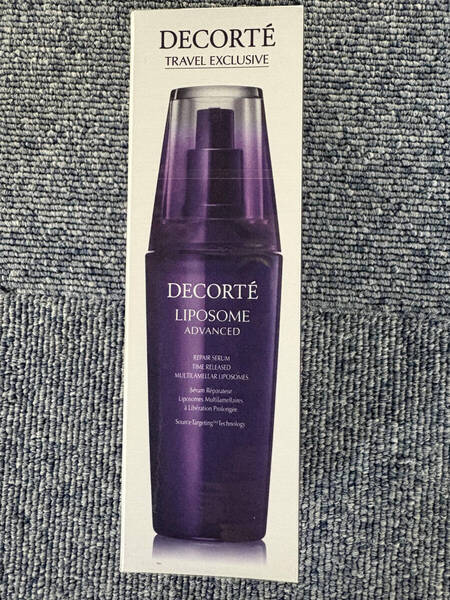 DECORTÉ
TRAVEL EXCLUSIVE
DECORTÉ
LIPOSOME
ADVANCED
REPAIR SERUM
TIME RELEASED
MULTILAMELLAR LIPOSOMES
Sérum Réparateur
Liposomes Multilamellaires
à Libération Prolongée
Source Targeting™ Technology